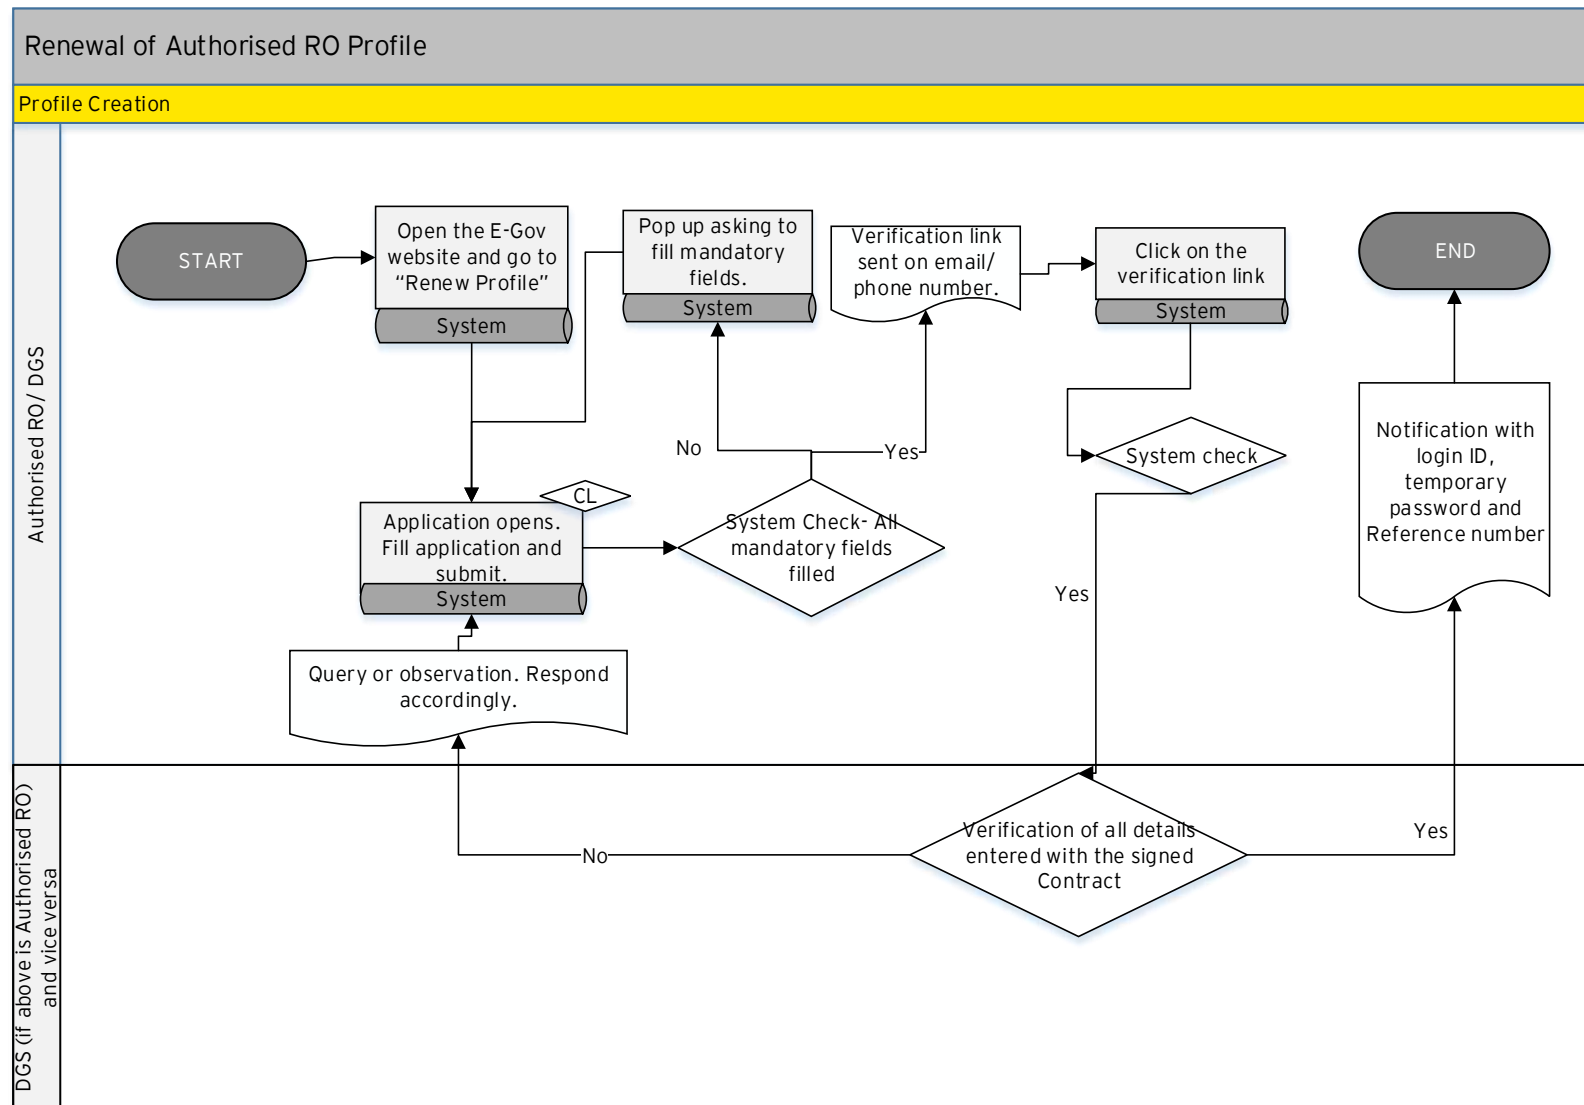 Renewal of Authorised RO Profile
Profile Creation
Authorised RO/ DGS
START
Open the E-Gov
website and go to
“Renew Profile”
System
Pop up asking to
fill mandatory
fields.
System
Verification link
sent on email/
phone number.
Click on the
verification link
System
END
No
Yes
System check
Notification with
login ID,
temporary
password and
Reference number
CL
Application opens.
Fill application and
submit.
System
System Check- All
mandatory fields
filled
Yes
Query or observation. Respond
accordingly.
DGS (if above is Authorised RO)
and vice versa
No
Verification of all details
entered with the signed
Contract
Yes